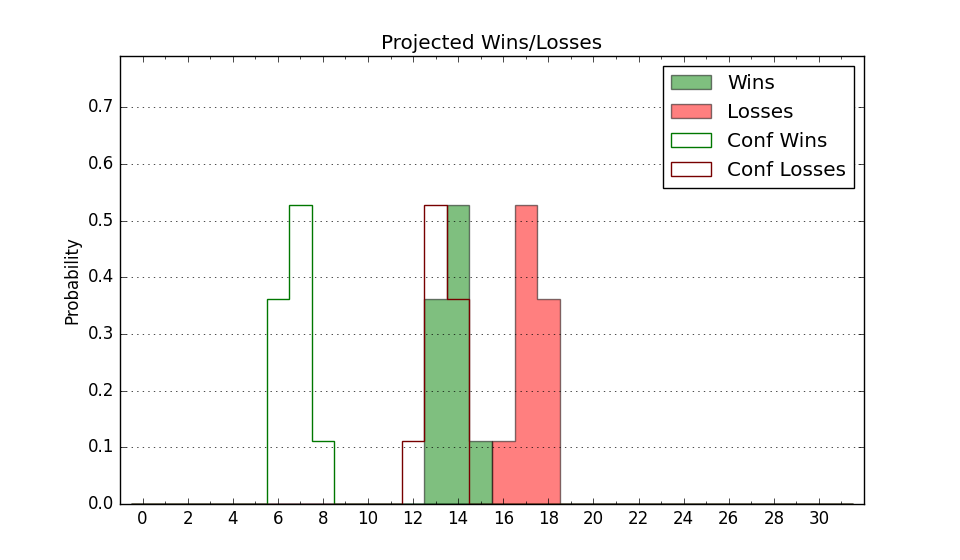 Projected Wins/Losses
Wins
Losses
Conf Wins
Conf Losses
Probability
0.7
0.6
0.5
0.4
0.3
0.2
0.1
0.0
0 2 4 6 8 10 12 14 16 18 20 22 24 26 28 30